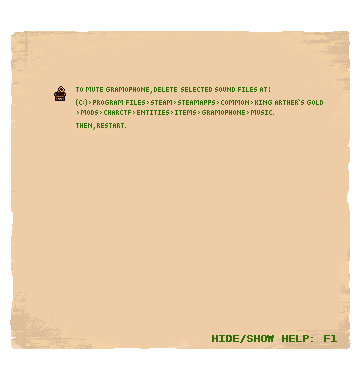 TO MUTE GRAMOPHONE, DELETE SELECTED SOUND FILES AT:
(C:)>PROGRAM FILES>STEAM>STEAMAPPS>COMMON>KING ARTHER'S GOLD
>MODS>CHARCTF>ENTITIES>ITEMS>GRAMOPHONE>MUSIC.
THEN, RESTART.
HIDE/SHOW HELP: F1